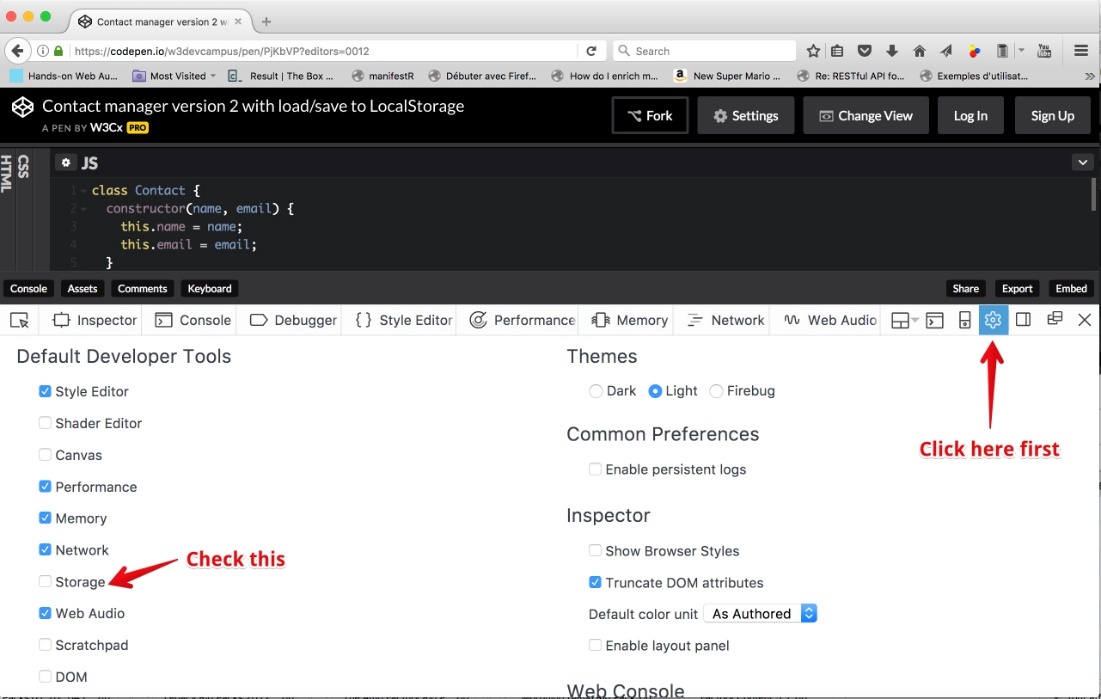 Contact manager version 2 w
https://codepen.io/w3devcampus/pen/PjKbVP?editors=0012
Search
Hands-on Web Au... Most Visited Result | The Box ... manifestR Débuter avec Firef... How do I enrich m... New Super Mario ... Re: RESTful API fo... Exemples d'utilisat...
Contact manager version 2 with load/save to LocalStorage
A PEN BY W3Cx PRO
Fork Settings Change View Log In Sign Up
HTML
CSS
JS
1 class Contact {
2 constructor(name, email) {
3 this.name = name;
4 this.email = email;
5 }
Console Assets Comments Keyboard Share Export Embed
Inspector Console Debugger { } Style Editor Performance Memory Network Web Audio
Default Developer Tools
Style Editor
Shader Editor
Canvas
Performance
Memory
Network
Storage
Check this
Web Audio
Scratchpad
DOM
Themes
Dark Light Firebug
Click here first
Common Preferences
Enable persistent logs
Inspector
Show Browser Styles
Truncate DOM attributes
Default color unit As Authored
Enable layout panel
Web Console